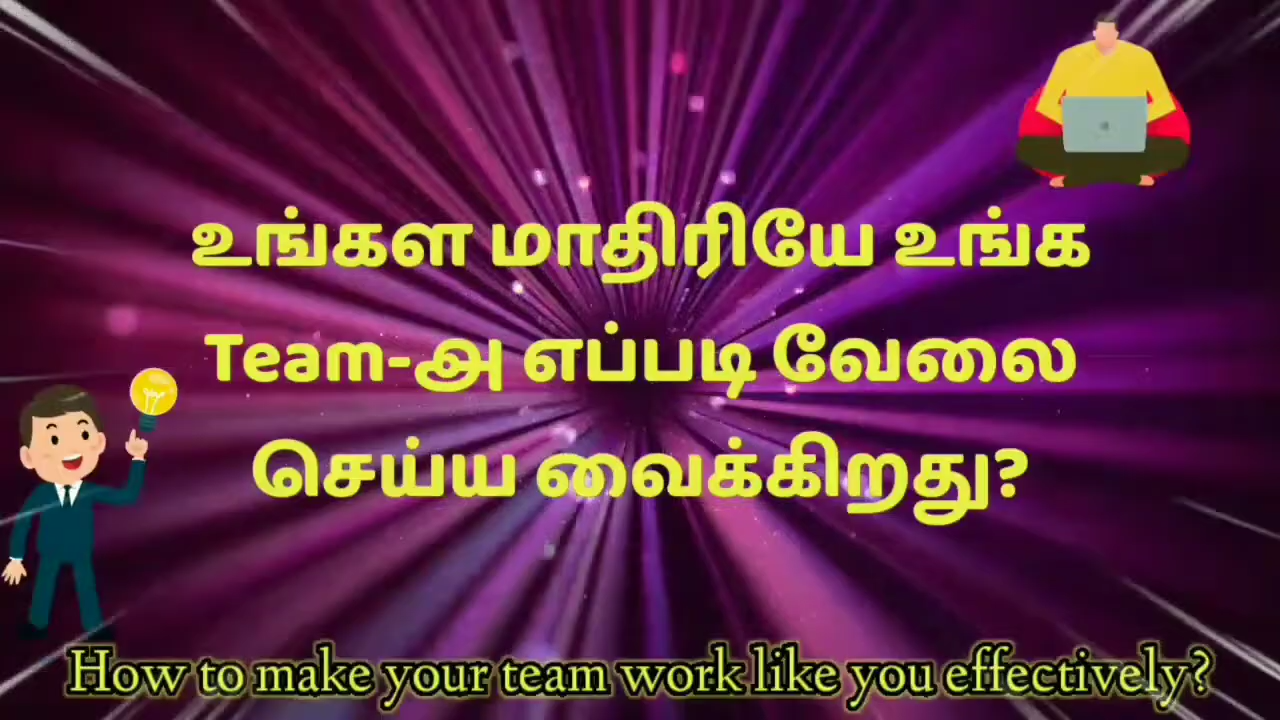 உங்கள மாதிரியே உங்க
Team-அ எப்படி வேலை
செய்ய வைக்கிறது?
How to make your team work like you effectively?